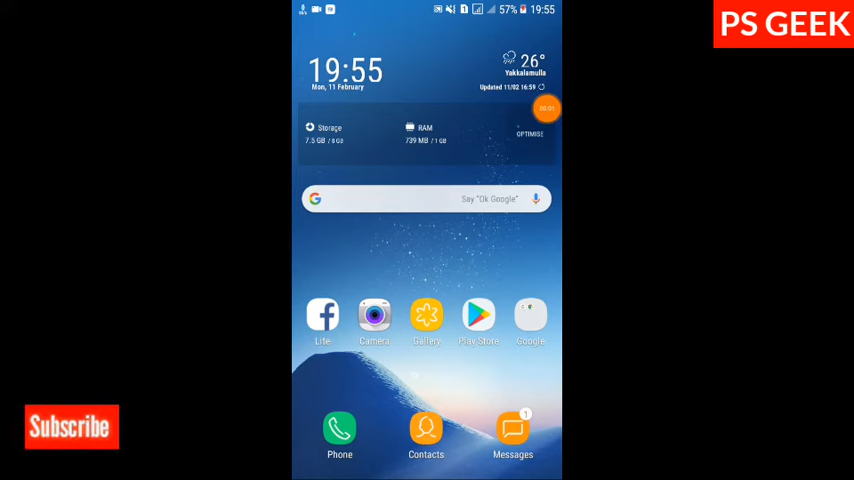 57% 19:55
PS GEEK
19:55
Mon, 11 February
26°
Yakkalamulla
Updated 11/02 16:59
00:01
Storage
7.5 GB / 8 GB
RAM
739 MB / 1 GB
OPTIMISE
Say "Ok Google"
Lite
Camera
Gallery
Play Store
Google
Subscribe
1
Phone
Contacts
Messages